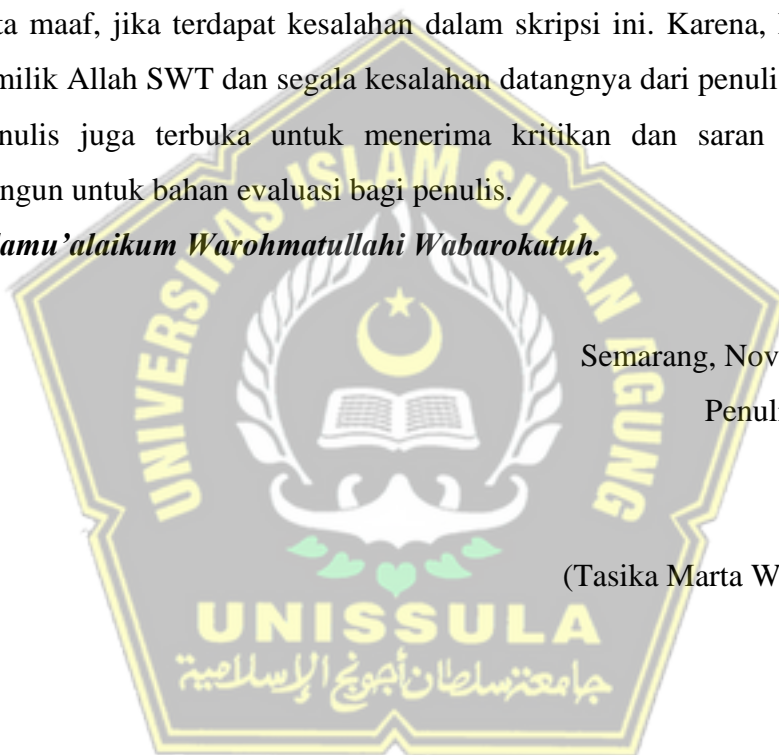 ta maaf, jika terdapat kesalahan dalam skripsi ini. Karena,
milik Allah SWT dan segala kesalahan datangnya dari penuli
nulis juga terbuka untuk menerima kritikan dan saran
ngun untuk bahan evaluasi bagi penulis.
lamu’alaikum Warohmatullahi Wabarokatuh.
UNIVERSITAS ISLAM SULTAN AGUNG
Semarang, Nov
Penuli
(Tasika Marta W
UNISSULA
جامعة سلطان أجونج الإسلامية